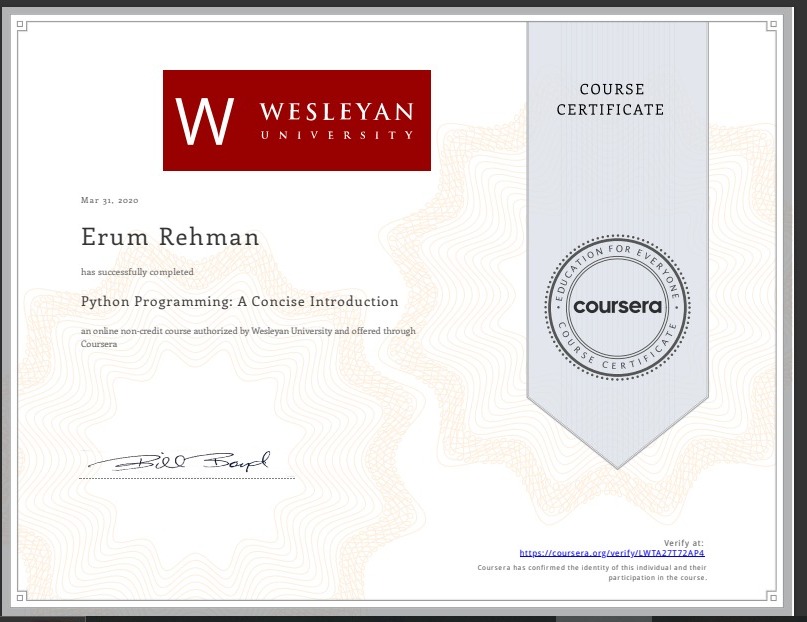 W WESLEYAN
UNIVERSITY
COURSE
CERTIFICATE
Mar 31, 2020
Erum Rehman
has successfully completed
Python Programming: A Concise Introduction
an online non-credit course authorized by Wesleyan University and offered through
Coursera
EDUCATION FOR EVERYONE
coursera
COURSE CERTIFICATE
Bill Boyd
Verify at:
https://coursera.org/verify/LWTA27T72AP4
Coursera has confirmed the identity of this individual and their
participation in the course.